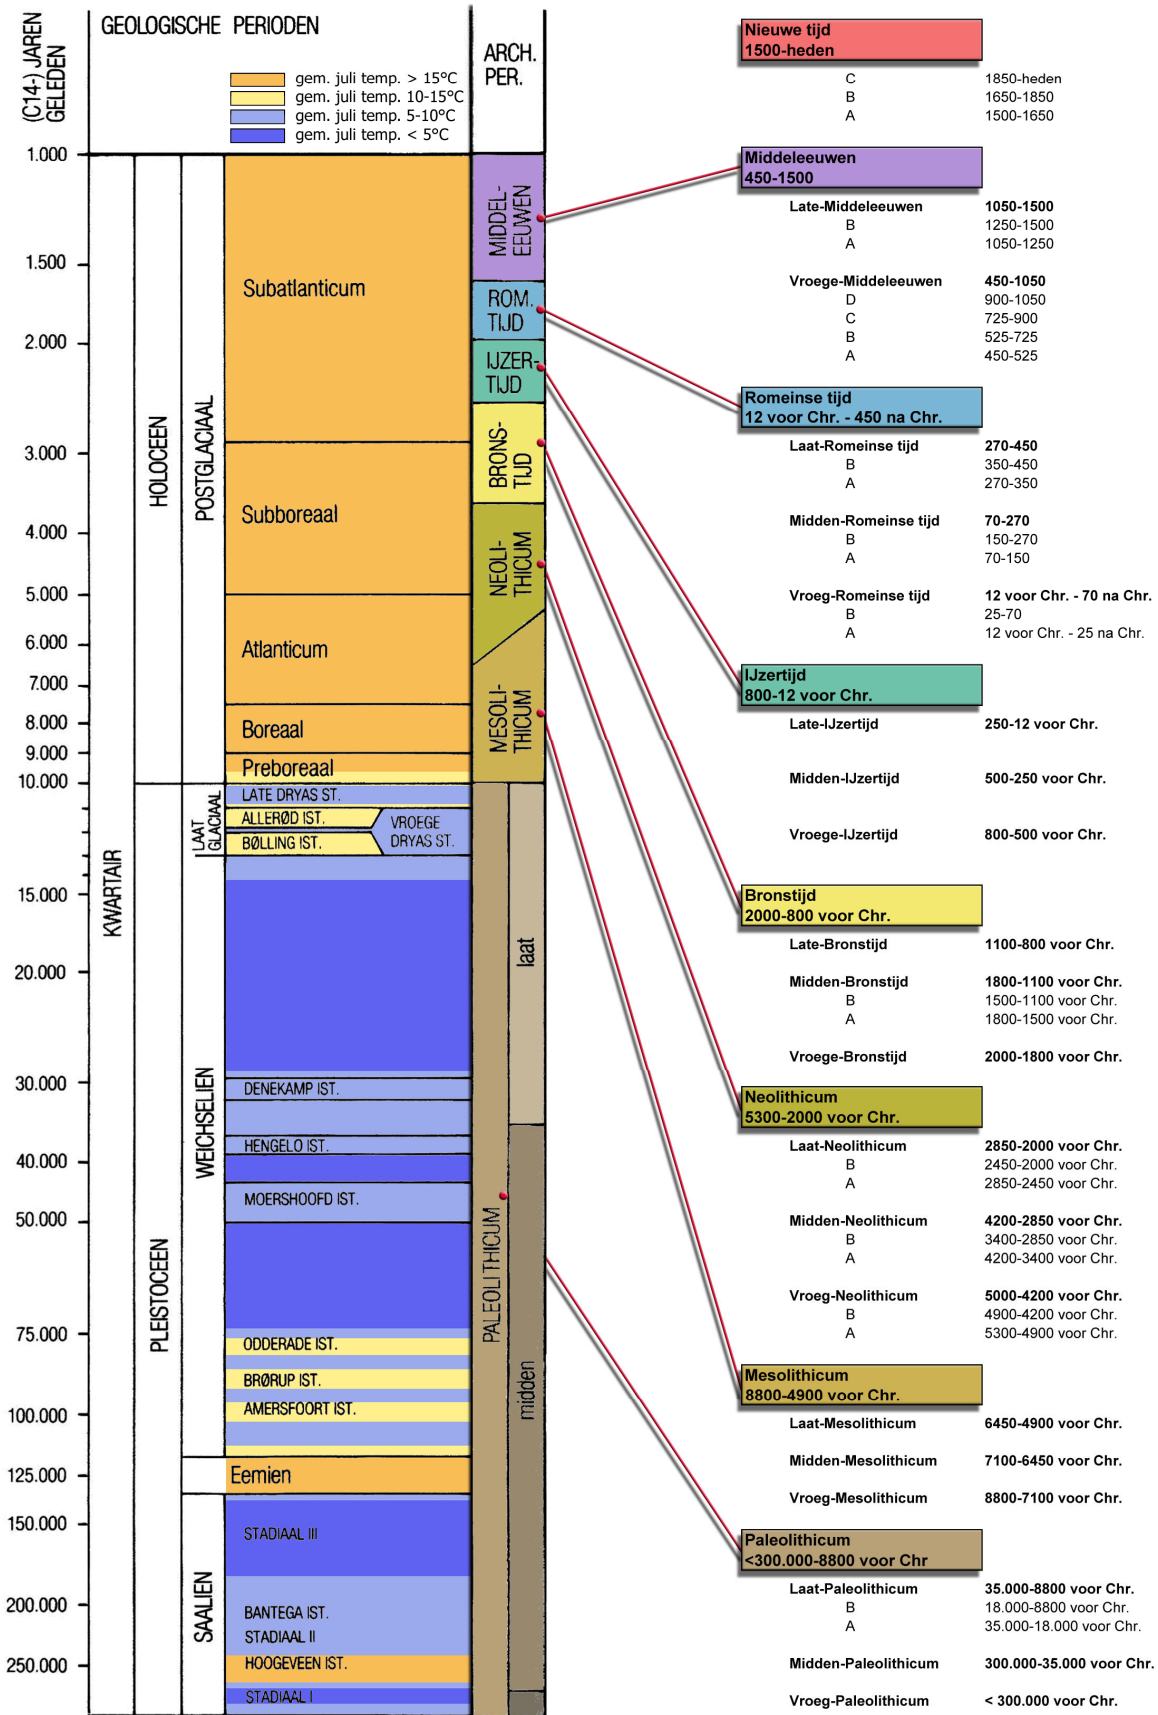 (C14-) JAREN
GELEDEN
GEOLOGISCHE PERIODEN
gem. juli temp. > 15°C
gem. juli temp. 10-15°C
gem. juli temp. 5-10°C
gem. juli temp. < 5°C
ARCH.
PER.
1.000
1.500
2.000
3.000
4.000
5.000
6.000
7.000
8.000
9.000
10.000
15.000
20.000
30.000
40.000
50.000
75.000
100.000
125.000
150.000
200.000
250.000
KWARTAIR
HOLOCEEN
PLEISTOCEEN
POSTGLACIAAL
LAAT
GLACIAAL
WEICHSELIEN
SAALIEN
Subatlanticum
Subboreaal
Atlanticum
Boreaal
Preboreaal
LATE DRYAS ST.
ALLERØD IST.
VROEGE
DRYAS ST.
BØLLING IST.
DENEKAMP IST.
HENGELO IST.
MOERSHOOFD IST.
ODDERADE IST.
BRØRUP IST.
AMERSFOORT IST.
Eemien
STADIAAL III
BANTEGA IST.
STADIAAL II
HOOGEVEEN IST.
STADIAAL I
MIDDEL-
EEUWEN
ROM.
TIJD
IJZER-
TIJD
BRONS-
TIJD
NEOLI-
THICUM
MESOLI-
THICUM
PALEOLITHICUM
laat
midden
Nieuwe tijd
1500-heden
C 1850-heden
B 1650-1850
A 1500-1650
Middeleeuwen
450-1500
Late-Middeleeuwen 1050-1500
B 1250-1500
A 1050-1250
Vroege-Middeleeuwen 450-1050
D 900-1050
C 725-900
B 525-725
A 450-525
Romeinse tijd
12 voor Chr. - 450 na Chr.
Laat-Romeinse tijd 270-450
B 350-450
A 270-350
Midden-Romeinse tijd 70-270
B 150-270
A 70-150
Vroeg-Romeinse tijd 12 voor Chr. - 70 na Chr.
B 25-70
A 12 voor Chr. - 25 na Chr.
IJzertijd
800-12 voor Chr.
Late-IJzertijd 250-12 voor Chr.
Midden-IJzertijd 500-250 voor Chr.
Vroege-IJzertijd 800-500 voor Chr.
Bronstijd
2000-800 voor Chr.
Late-Bronstijd 1100-800 voor Chr.
Midden-Bronstijd 1800-1100 voor Chr.
B 1500-1100 voor Chr.
A 1800-1500 voor Chr.
Vroege-Bronstijd 2000-1800 voor Chr.
Neolithicum
5300-2000 voor Chr.
Laat-Neolithicum 2850-2000 voor Chr.
B 2450-2000 voor Chr.
A 2850-2450 voor Chr.
Midden-Neolithicum 4200-2850 voor Chr.
B 3400-2850 voor Chr.
A 4200-3400 voor Chr.
Vroeg-Neolithicum 5000-4200 voor Chr.
B 4900-4200 voor Chr.
A 5300-4900 voor Chr.
Mesolithicum
8800-4900 voor Chr.
Laat-Mesolithicum 6450-4900 voor Chr.
Midden-Mesolithicum 7100-6450 voor Chr.
Vroeg-Mesolithicum 8800-7100 voor Chr.
Paleolithicum
<300.000-8800 voor Chr
Laat-Paleolithicum 35.000-8800 voor Chr.
B 18.000-8800 voor Chr.
A 35.000-18.000 voor Chr.
Midden-Paleolithicum 300.000-35.000 voor Chr.
Vroeg-Paleolithicum < 300.000 voor Chr.